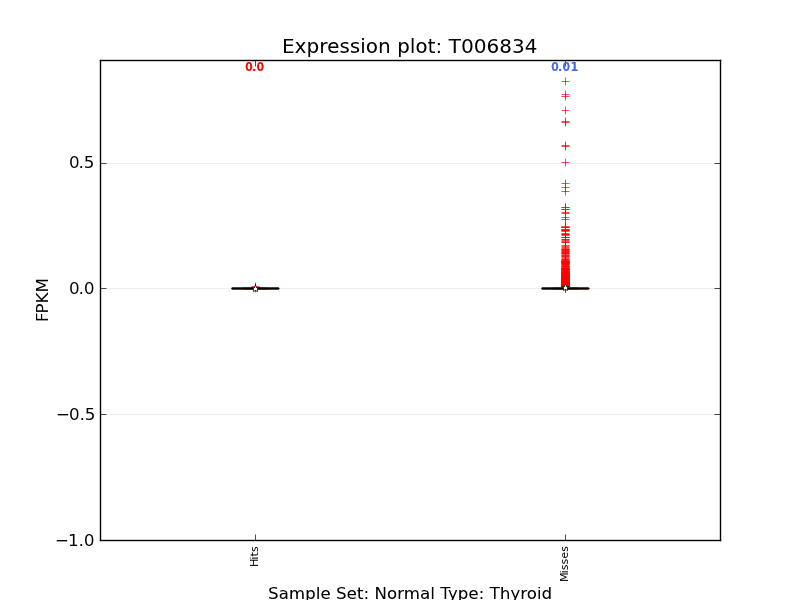 Expression plot: T006834
0.0
0.01
0.5
0.0
−0.5
−1.0
FPKM
Hits
Misses
Sample Set: Normal Type: Thyroid